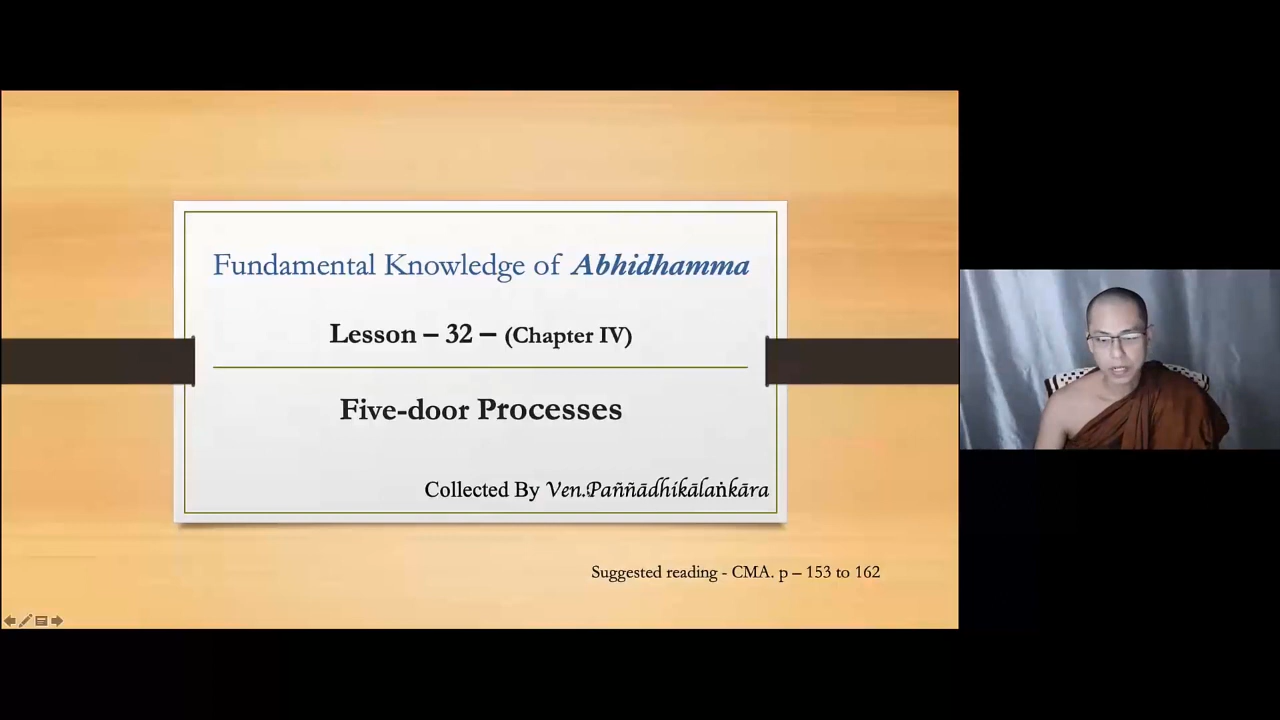 Fundamental Knowledge of Abhidhamma
Lesson – 32 – (Chapter IV)
Five-door Processes
Collected By Ven.Paññādhikālaṅkāra
Suggested reading - CMA. p – 153 to 162